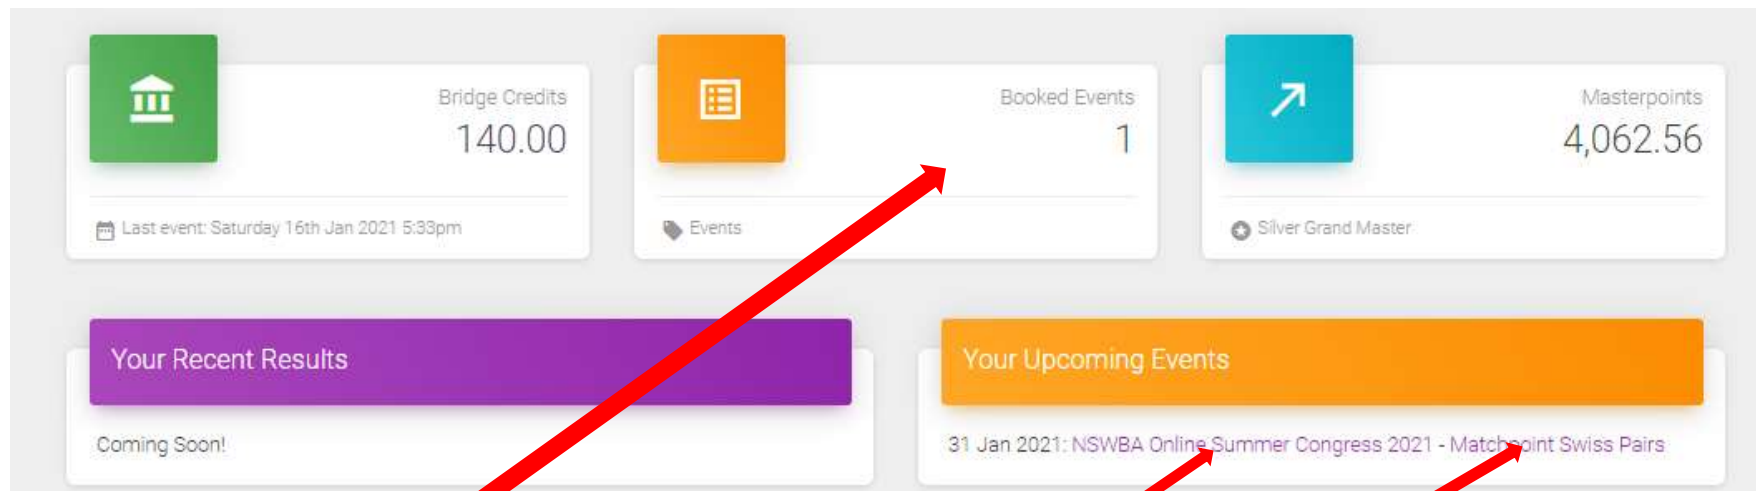 Bridge Credits
140.00
Last event: Saturday 16th Jan 2021 5:33pm
Booked Events
1
Events
Masterpoints
4,062.56
Silver Grand Master
Your Recent Results
Coming Soon!
Your Upcoming Events
31 Jan 2021: NSWBA Online Summer Congress 2021 - Matchpoint Swiss Pairs